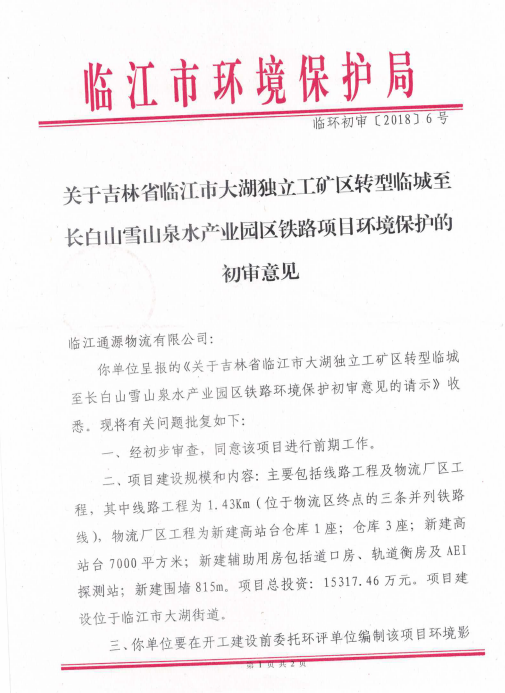 临江市环境保护局
临环初审〔2018〕6号
关于吉林省临江市大湖独立工矿区转型临城至
长白山雪山泉水产业园区铁路项目环境保护的
初审意见
临江通源物流有限公司：
你单位呈报的《关于吉林省临江市大湖独立工矿区转型临城
至长白山雪山泉水产业园区铁路环境保护初审意见的请示》收
悉。现将有关问题批复如下：
一、经初步审查，同意该项目进行前期工作。
二、项目建设规模和内容：主要包括线路工程及物流厂区工
程，其中线路工程为 1.43Km（位于物流区终点的三条并列铁路
线），物流厂区工程为新建高站台仓库 1 座；仓库 3 座；新建高
站台 7000 平方米；新建辅助用房包括道口房、轨道衡房及 AEI
探测站；新建围墙 815m。项目总投资：15317.46 万元。项目建
设位于临江市大湖街道。
三、你单位要在开工建设前委托环评单位编制该项目环境影
第 1 页 共 2 页